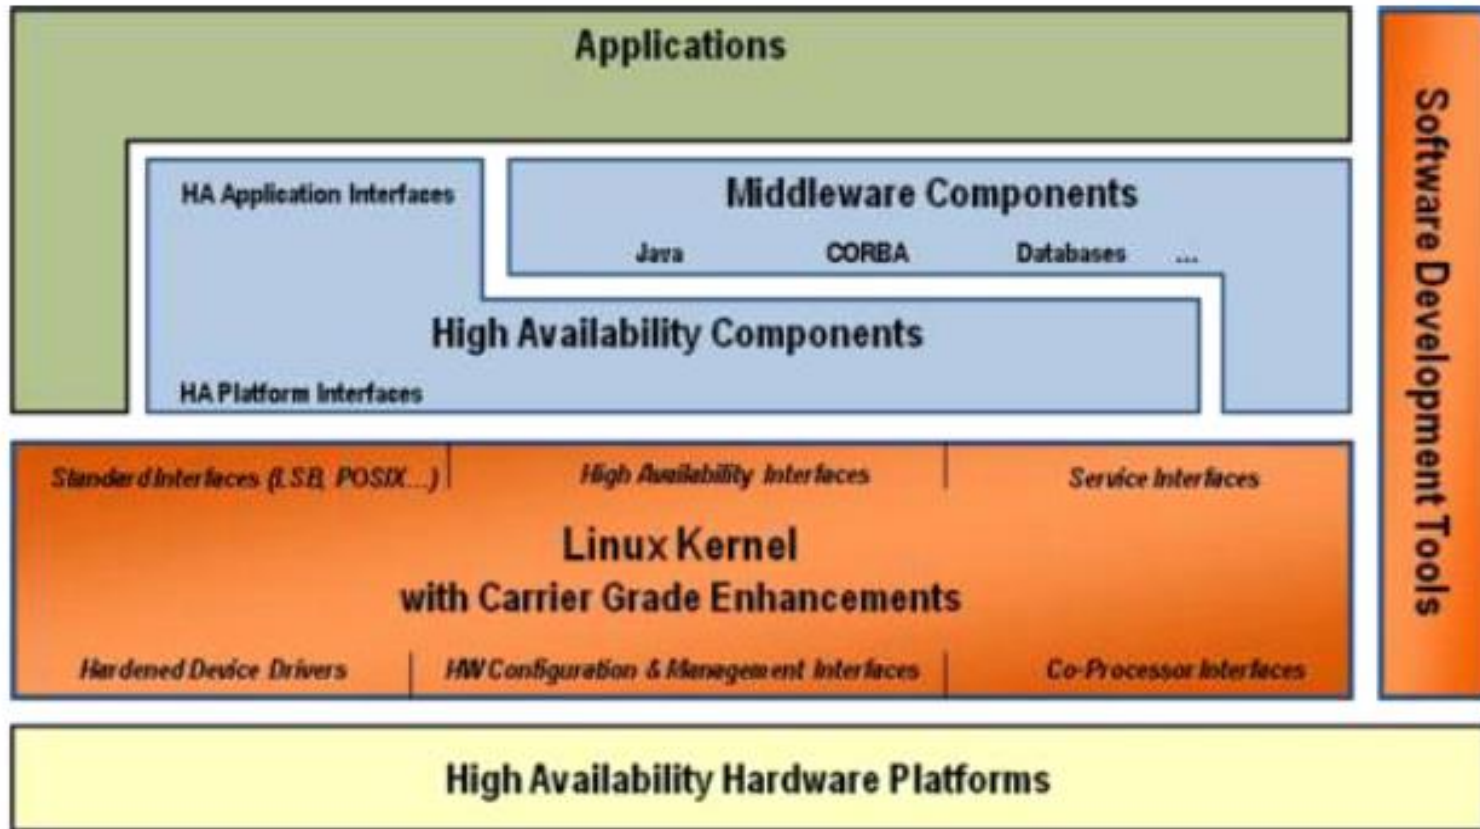 Applications
HA Application Interfaces
Middleware Components
Java CORBA Databases ...
High Availability Components
HA Platform Interfaces
Standard Interfaces (LSB, POSIX...) High Availability Interfaces Service Interfaces
Linux Kernel
with Carrier Grade Enhancements
Hardened Device Drivers HW Configuration & Management Interfaces Co-Processor Interfaces
High Availability Hardware Platforms
Software Development Tools